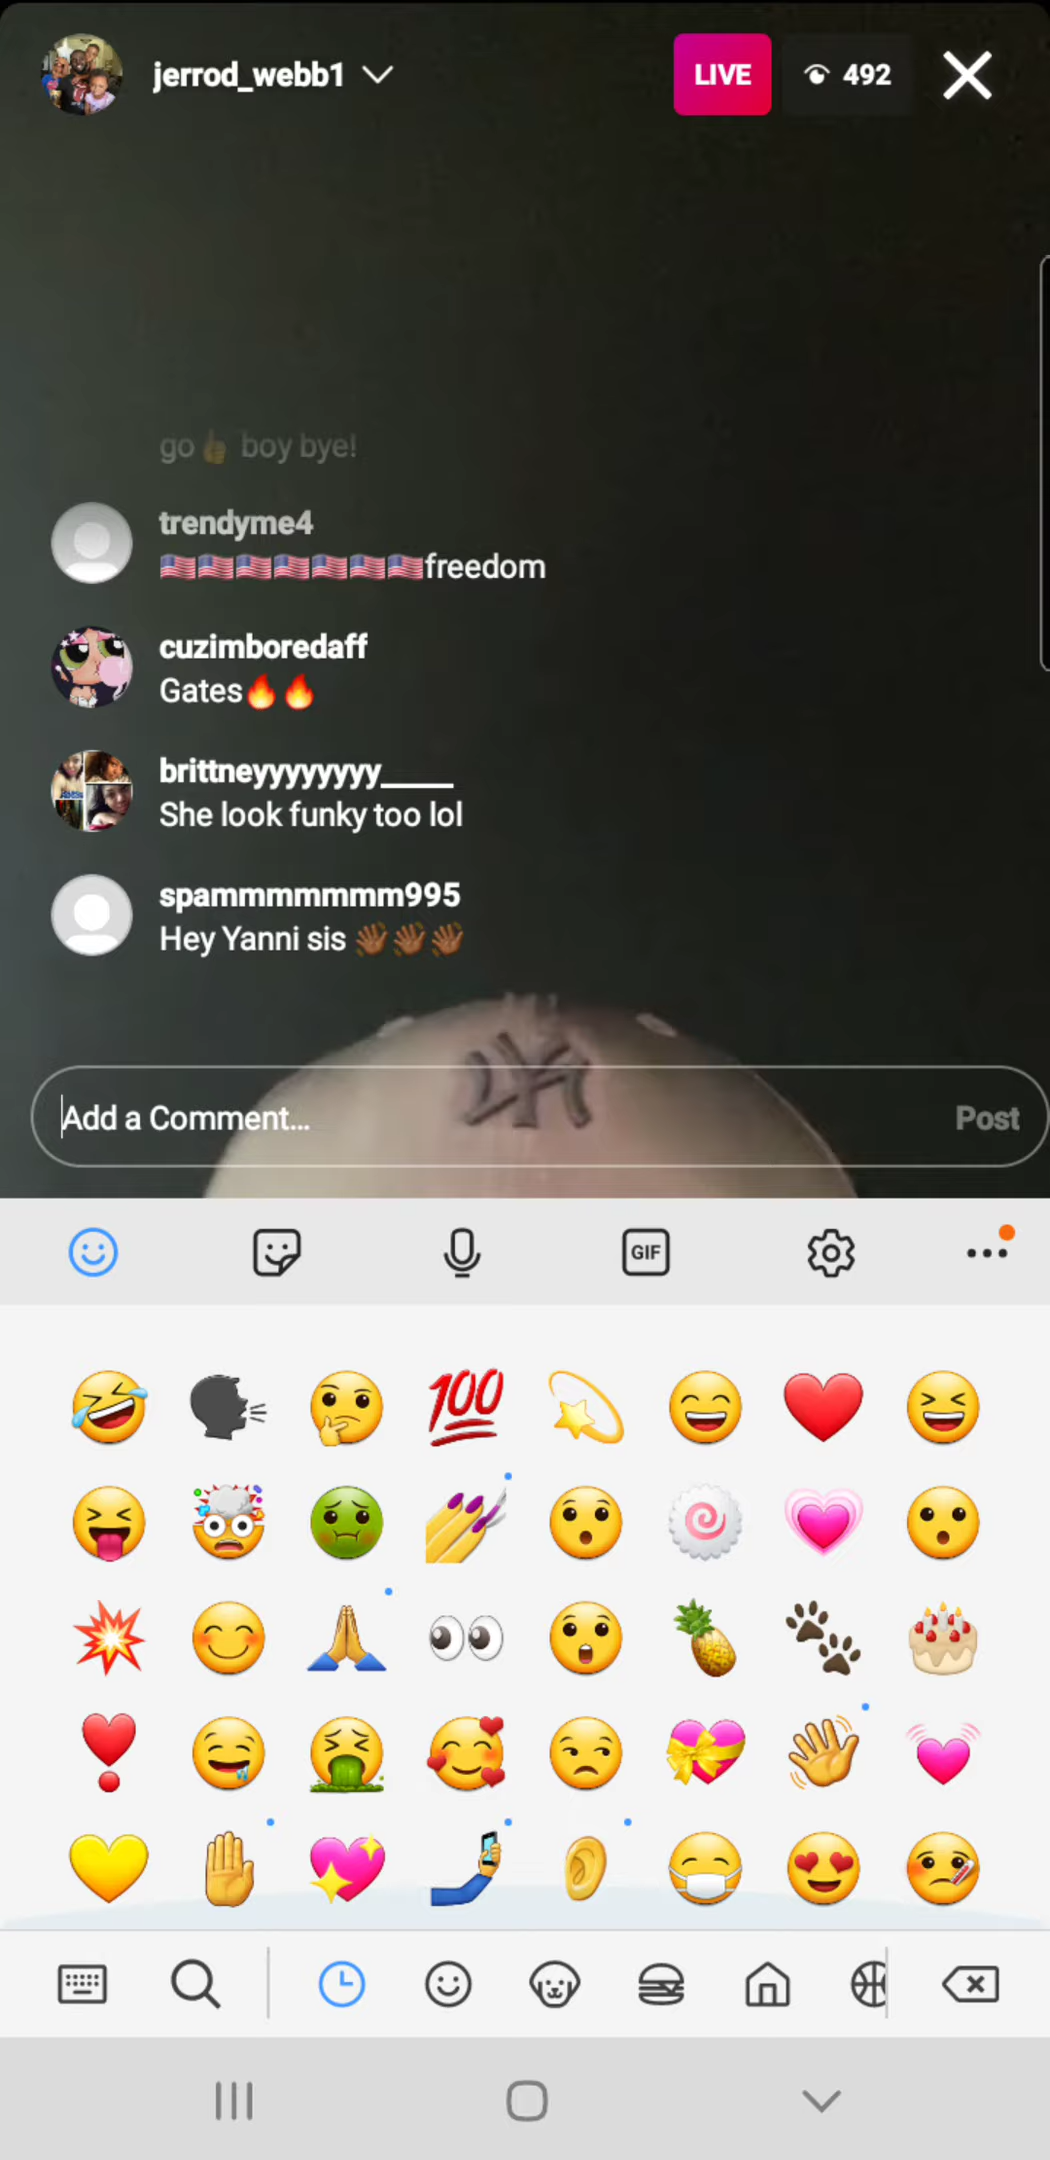 jerrod_webb1
LIVE
492
go👍🏾 boy bye!
trendyme4
🇺🇸🇺🇸🇺🇸🇺🇸🇺🇸🇺🇸🇺🇸freedom
cuzimboredaff
Gates🔥🔥
brittneyyyyyyyy_____
She look funky too lol
spammmmmmm995
Hey Yanni sis 👋🏾👋🏾👋🏾
NY
Add a Comment...
Post
GIF
100